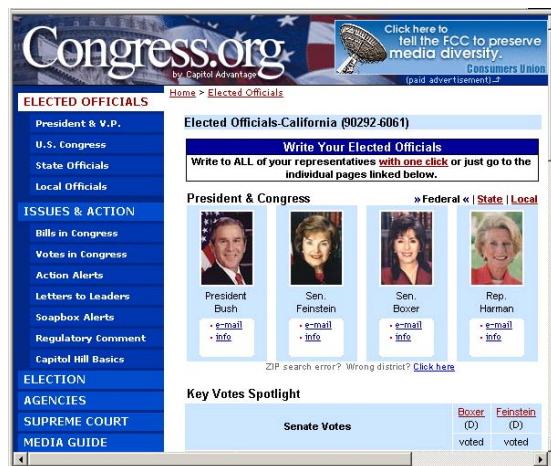 Congress.org
by Capitol Advantage
Click here to
tell the FCC to preserve
media diversity.
Consumers Union
(paid advertisement)
Home > Elected Officials
ELECTED OFFICIALS
President & V.P.
U.S. Congress
State Officials
Local Officials
ISSUES & ACTION
Bills in Congress
Votes in Congress
Action Alerts
Letters to Leaders
Soapbox Alerts
Regulatory Comment
Capitol Hill Basics
ELECTION
AGENCIES
SUPREME COURT
MEDIA GUIDE
Elected Officials-California (90292-6061)
Write Your Elected Officials
Write to ALL of your representatives with one click or just go to the
individual pages linked below.
President & Congress » Federal « | State | Local
President Sen. Sen. Rep.
Bush Feinstein Boxer Harman
• e-mail • e-mail • e-mail • e-mail
• info • info • info • info
ZIP search error? Wrong district? Click here
Key Votes Spotlight
Senate Votes
Boxer Feinstein
(D) (D)
voted voted